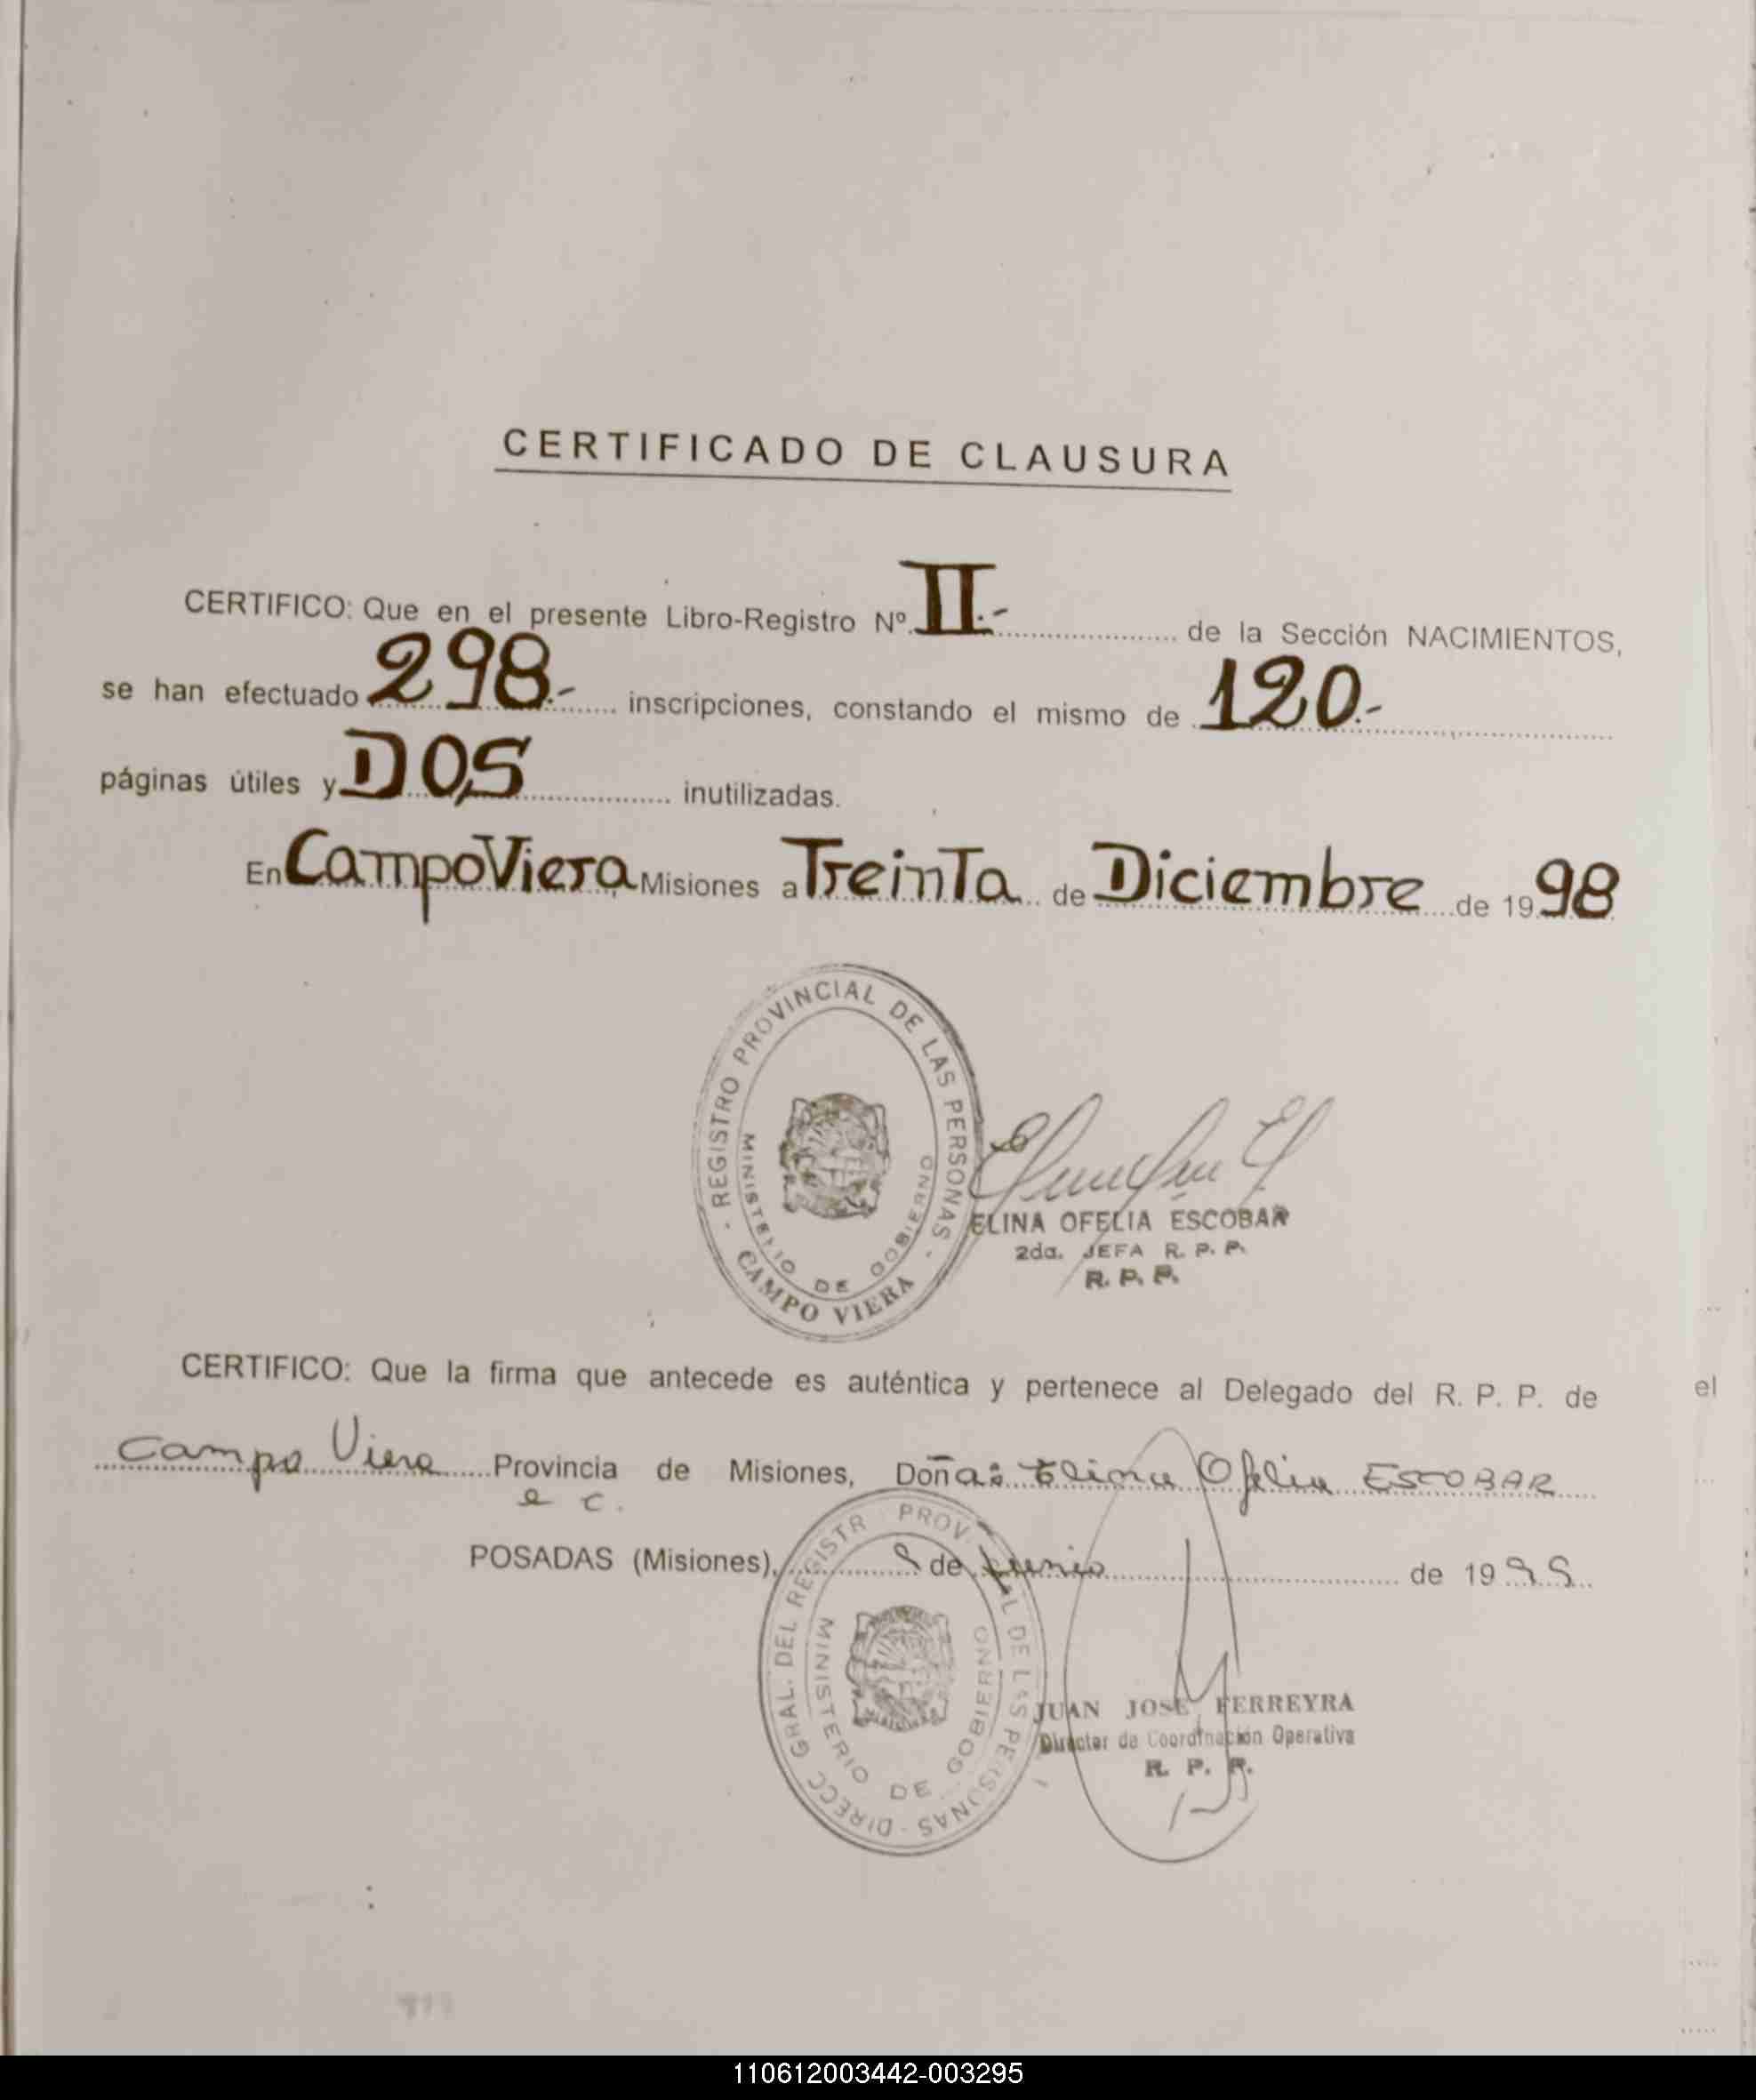 CERTIFICADO DE CLAUSURA
CERTIFICO: Que en el presente Libro-Registro Nº II.- de la Sección NACIMIENTOS,
se han efectuado 298.- inscripciones, constando el mismo de 120.-
páginas útiles y DOS inutilizadas.
En Campo Viera Misiones a Treinta de Diciembre de 1998
· REGISTRO PROVINCIAL DE LAS PERSONAS ·
MINISTERIO DE GOBIERNO
CAMPO VIERA
ELINA OFELIA ESCOBAR
2da. JEFA R. P. P.
R. P. P.
CERTIFICO: Que la firma que antecede es auténtica y pertenece al Delegado del R. P. P. de
el
Campo Viera Provincia de Misiones, Doña: Elina Ofelia ESCOBAR
e c.
POSADAS (Misiones), de Junio de 1999
DIRECC GRAL. DEL REGISTR PROV. AL DE LAS PERSONAS ·
MINISTERIO DE GOBIERNO
JUAN JOSE FERREYRA
Director de Coordinación Operativa
R. P. P.
110612003442-003295